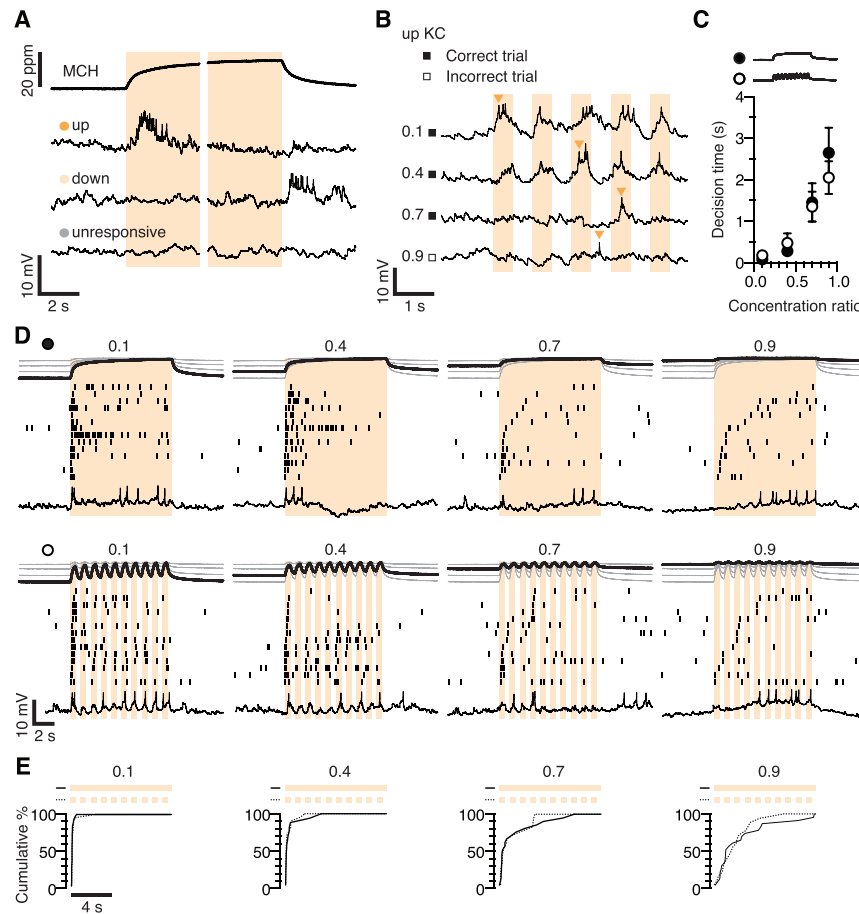 A
20 ppm
MCH
up
down
unresponsive
10 mV
2 s
B
up KC
Correct trial
Incorrect trial
0.1
0.4
0.7
0.9
10 mV
1 s
C
4
3
2
1
0
Decision time (s)
0.0 0.5 1.0
Concentration ratio
D
0.1 0.4 0.7 0.9
0.1 0.4 0.7 0.9
10 mV
2 s
E
0.1 0.4 0.7 0.9
Cumulative %
100 100 100 100
50 50 50 50
0 0 0 0
4 s